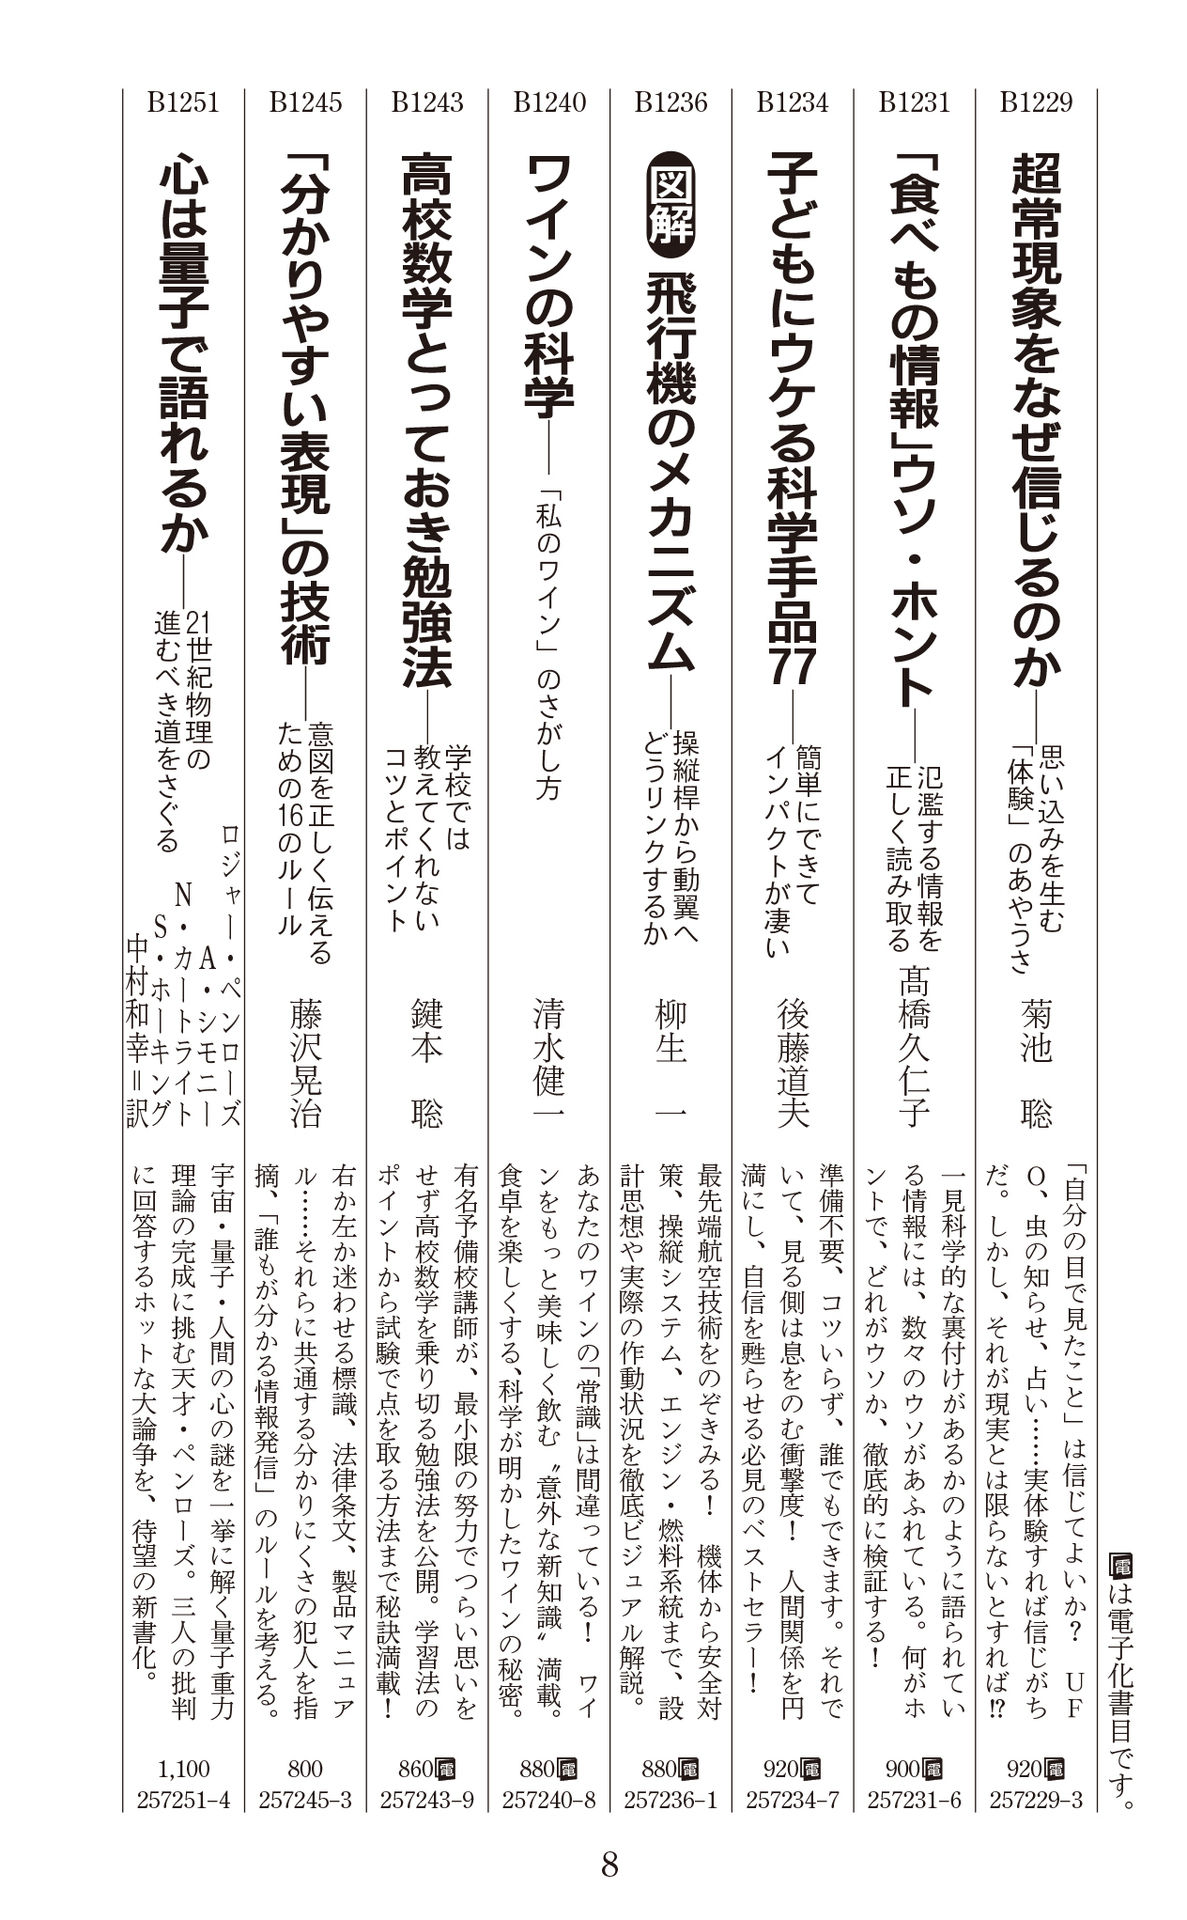 電は電子化書目です。
B1229
超常現象をなぜ信じるのか
思い込みを生む
「体験」のあやうさ
菊池 聡
「自分の目で見たこと」は信じてよいか? UF
O、虫の知らせ、占い……実体験すれば信じがち
だ。しかし、それが現実とは限らないとすれば!?
920電
257229–3
B1231
「食べもの情報」ウソ・ホント
氾濫する情報を
正しく読み取る
髙橋久仁子
一見科学的な裏付けがあるかのように語られてい
る情報には、数々のウソがあふれている。何がホ
ントで、どれがウソか、徹底的に検証する!
900電
257231–6
B1234
子どもにウケる科学手品77
簡単にできて
インパクトが凄い
後藤道夫
準備不要、コツいらず、誰でもできます。それで
いて、見る側は息をのむ衝撃度! 人間関係を円
満にし、自信を甦らせる必見のベストセラー!
920電
257234–7
B1236
図解 飛行機のメカニズム
操縦桿から動翼へ
どうリンクするか
柳生 一
最先端航空技術をのぞきみる! 機体から安全対
策、操縦システム、エンジン・燃料系統まで、設
計思想や実際の作動状況を徹底ビジュアル解説。
880電
257236–1
B1240
ワインの科学
「私のワイン」のさがし方
清水健一
あなたのワインの「常識」は間違っている! ワイ
ンをもっと美味しく飲む〝意外な新知識〟満載。
食卓を楽しくする、科学が明かしたワインの秘密。
880電
257240–8
B1243
高校数学とっておき勉強法
学校では
教えてくれない
コツとポイント
鍵本 聡
有名予備校講師が、最小限の努力でつらい思いを
せず高校数学を乗り切る勉強法を公開。学習法の
ポイントから試験で点を取る方法まで秘訣満載!
860電
257243–9
B1245
「分かりやすい表現」の技術
意図を正しく伝える
ための16のルール
藤沢晃治
右か左か迷わせる標識、法律条文、製品マニュア
ル……それらに共通する分かりにくさの犯人を指
摘、「誰もが分かる情報発信」のルールを考える。
800
257245–3
B1251
心は量子で語れるか
21世紀物理の
進むべき道をさぐる
ロジャー・ペンローズ
A・シモニー
N・カートライト
S・ホーキング
中村和幸=訳
宇宙・量子・人間の心の謎を一挙に解く量子重力
理論の完成に挑む天才・ペンローズ。三人の批判
に回答するホットな大論争を、待望の新書化。
1,100
257251–4
8